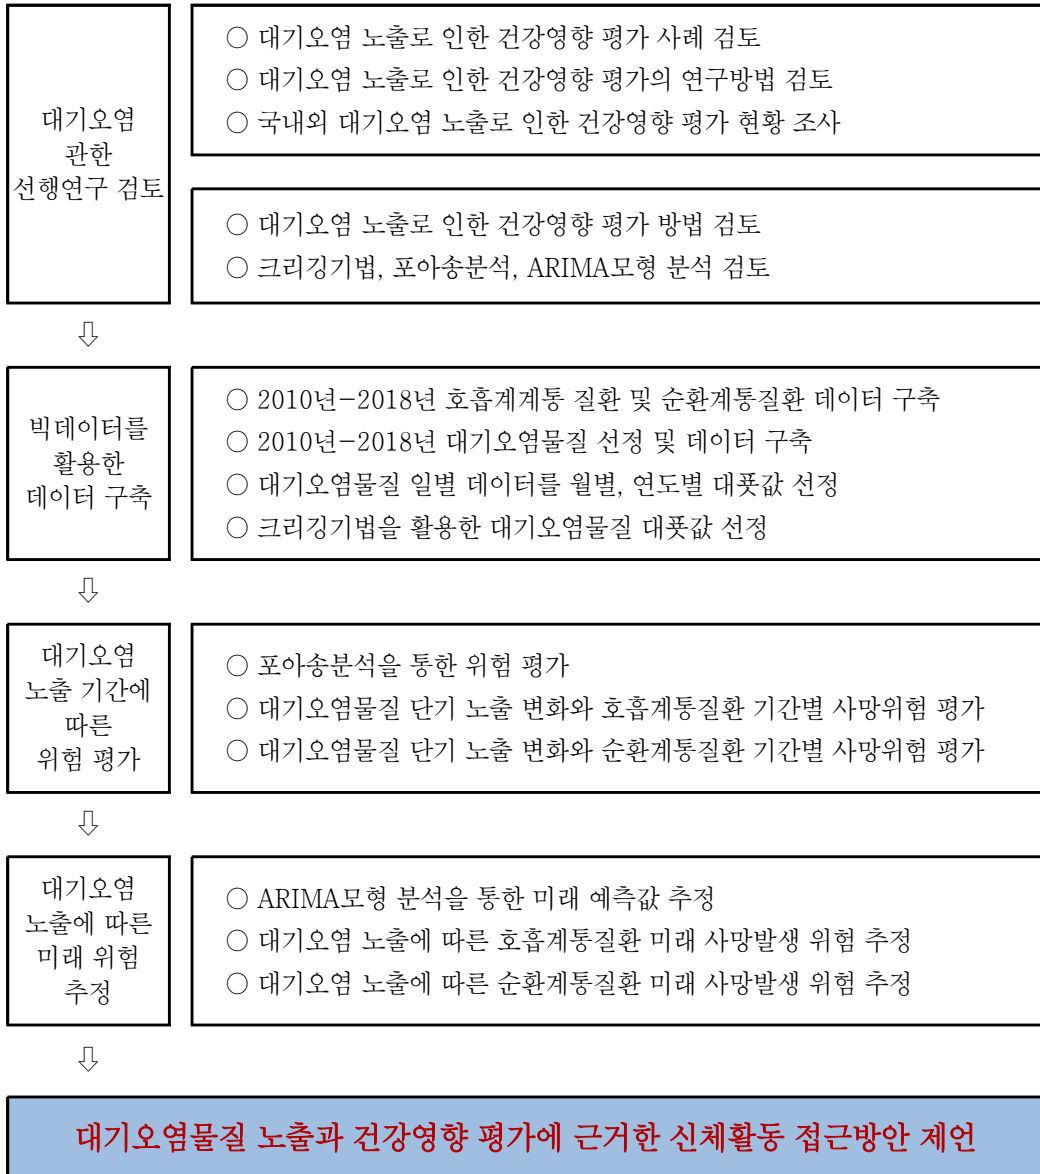 대기오염
관한
선행연구 검토
○ 대기오염 노출로 인한 건강영향 평가 사례 검토
○ 대기오염 노출로 인한 건강영향 평가의 연구방법 검토
○ 국내외 대기오염 노출로 인한 건강영향 평가 현황 조사
○ 대기오염 노출로 인한 건강영향 평가 방법 검토
○ 크리깅기법, 포아송분석, ARIMA모형 분석 검토
⇩
빅데이터를
활용한
데이터 구축
○ 2010년-2018년 호흡계계통 질환 및 순환계통질환 데이터 구축
○ 2010년-2018년 대기오염물질 선정 및 데이터 구축
○ 대기오염물질 일별 데이터를 월별, 연도별 대푯값 선정
○ 크리깅기법을 활용한 대기오염물질 대푯값 선정
⇩
대기오염
노출 기간에
따른
위험 평가
○ 포아송분석을 통한 위험 평가
○ 대기오염물질 단기 노출 변화와 호흡계통질환 기간별 사망위험 평가
○ 대기오염물질 단기 노출 변화와 순환계통질환 기간별 사망위험 평가
⇩
대기오염
노출에 따른
미래 위험
추정
○ ARIMA모형 분석을 통한 미래 예측값 추정
○ 대기오염 노출에 따른 호흡계통질환 미래 사망발생 위험 추정
○ 대기오염 노출에 따른 순환계통질환 미래 사망발생 위험 추정
⇩
대기오염물질 노출과 건강영향 평가에 근거한 신체활동 접근방안 제언